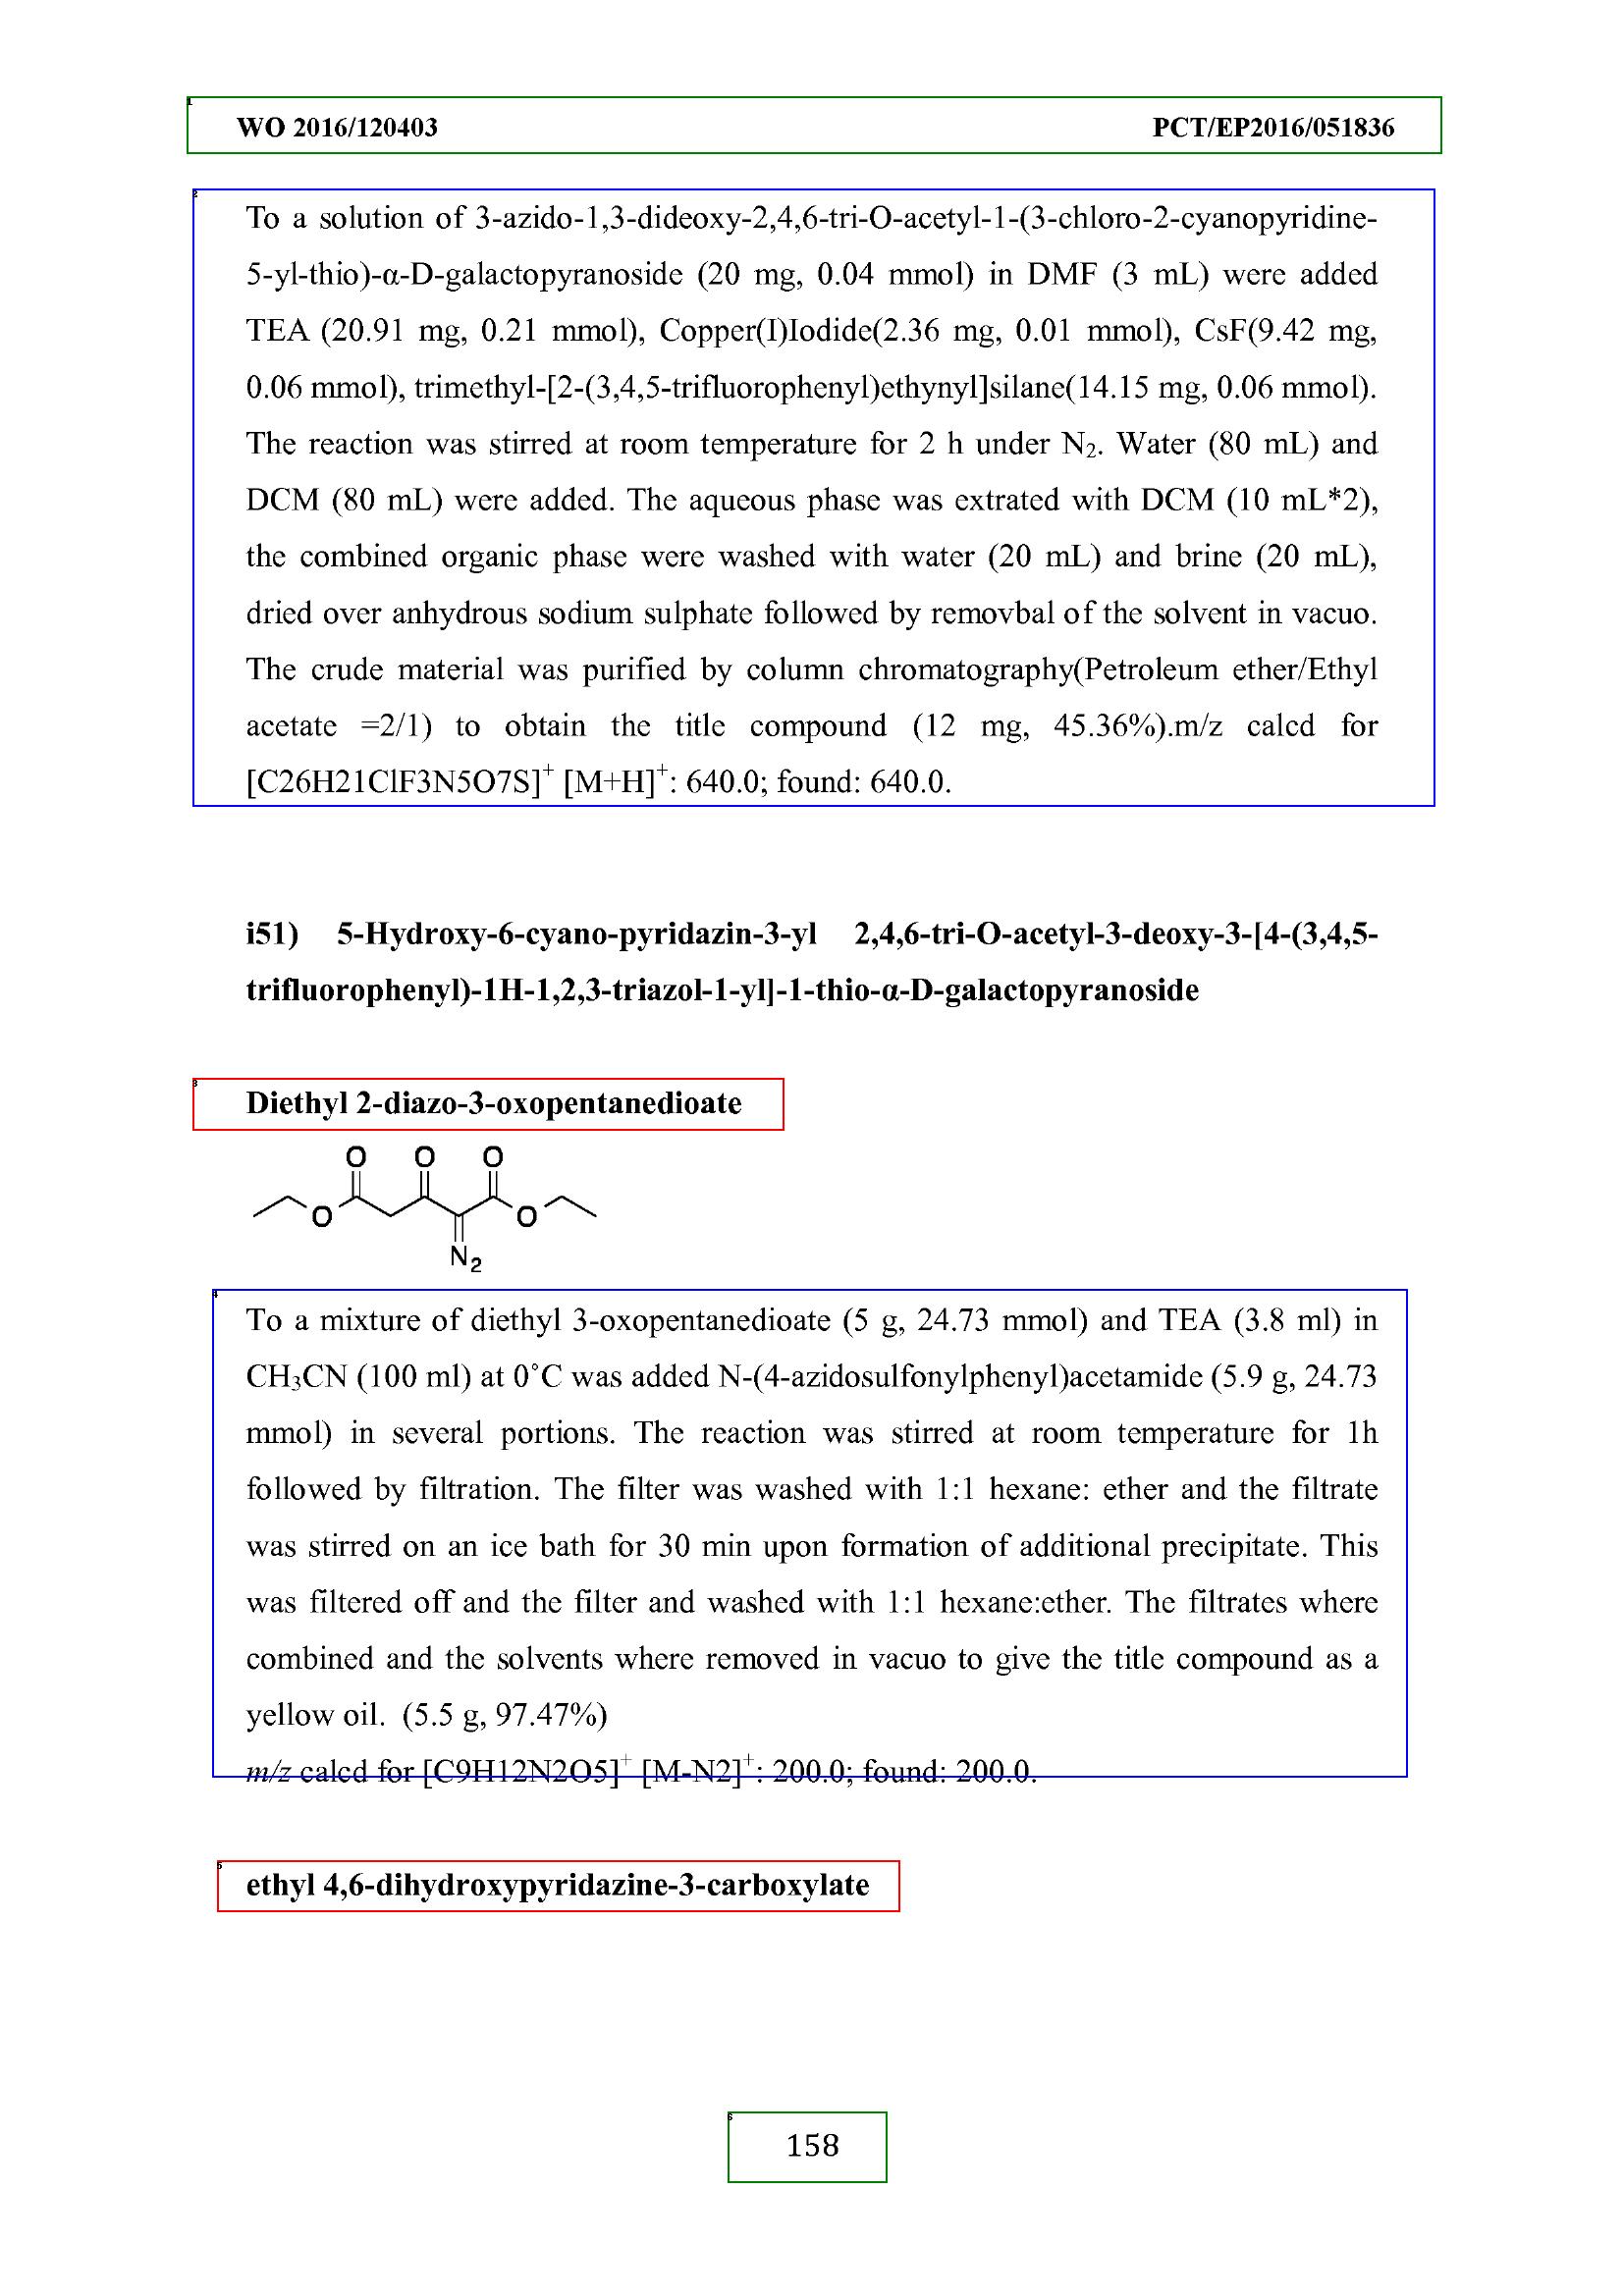 WO 2016/120403 PCT/EP2016/051836
To a solution of 3-azido-1,3-dideoxy-2,4,6-tri-O-acetyl-1-(3-chloro-2-cyanopyridine-
5-yl-thio)-α-D-galactopyranoside (20 mg, 0.04 mmol) in DMF (3 mL) were added
TEA (20.91 mg, 0.21 mmol), Copper(I)Iodide(2.36 mg, 0.01 mmol), CsF(9.42 mg,
0.06 mmol), trimethyl-[2-(3,4,5-trifluorophenyl)ethynyl]silane(14.15 mg, 0.06 mmol).
The reaction was stirred at room temperature for 2 h under N₂. Water (80 mL) and
DCM (80 mL) were added. The aqueous phase was extrated with DCM (10 mL*2),
the combined organic phase were washed with water (20 mL) and brine (20 mL),
dried over anhydrous sodium sulphate followed by removbal of the solvent in vacuo.
The crude material was purified by column chromatography(Petroleum ether/Ethyl
acetate =2/1) to obtain the title compound (12 mg, 45.36%).m/z calcd for
[C26H21ClF3N5O7S]⁺ [M+H]⁺: 640.0; found: 640.0.
i51) 5-Hydroxy-6-cyano-pyridazin-3-yl 2,4,6-tri-O-acetyl-3-deoxy-3-[4-(3,4,5-
trifluorophenyl)-1H-1,2,3-triazol-1-yl]-1-thio-α-D-galactopyranoside
Diethyl 2-diazo-3-oxopentanedioate
O O O
O O
N₂
To a mixture of diethyl 3-oxopentanedioate (5 g, 24.73 mmol) and TEA (3.8 ml) in
CH₃CN (100 ml) at 0˚C was added N-(4-azidosulfonylphenyl)acetamide (5.9 g, 24.73
mmol) in several portions. The reaction was stirred at room temperature for 1h
followed by filtration. The filter was washed with 1:1 hexane: ether and the filtrate
was stirred on an ice bath for 30 min upon formation of additional precipitate. This
was filtered off and the filter and washed with 1:1 hexane:ether. The filtrates where
combined and the solvents where removed in vacuo to give the title compound as a
yellow oil. (5.5 g, 97.47%)
m/z calcd for [C9H12N2O5]⁺ [M-N2]⁺: 200.0; found: 200.0.
ethyl 4,6-dihydroxypyridazine-3-carboxylate
158